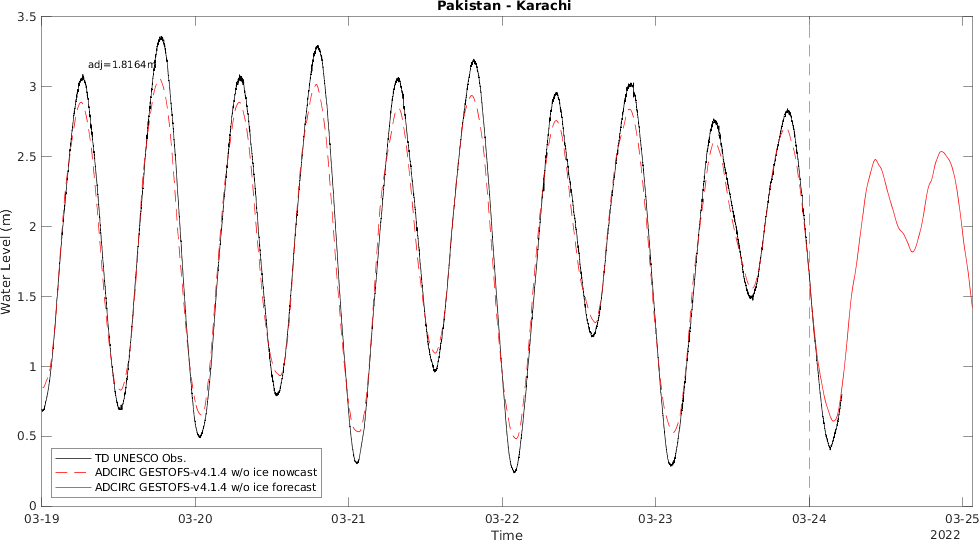 Pakistan - Karachi
3.5
adj=1.8164m
3
2.5
2
Water Level (m)
1.5
1
0.5
TD UNESCO Obs.
ADCIRC GESTOFS-v4.1.4 w/o ice nowcast
ADCIRC GESTOFS-v4.1.4 w/o ice forecast
0
03-19 03-20 03-21 03-22 03-23 03-24 03-25
Time 2022